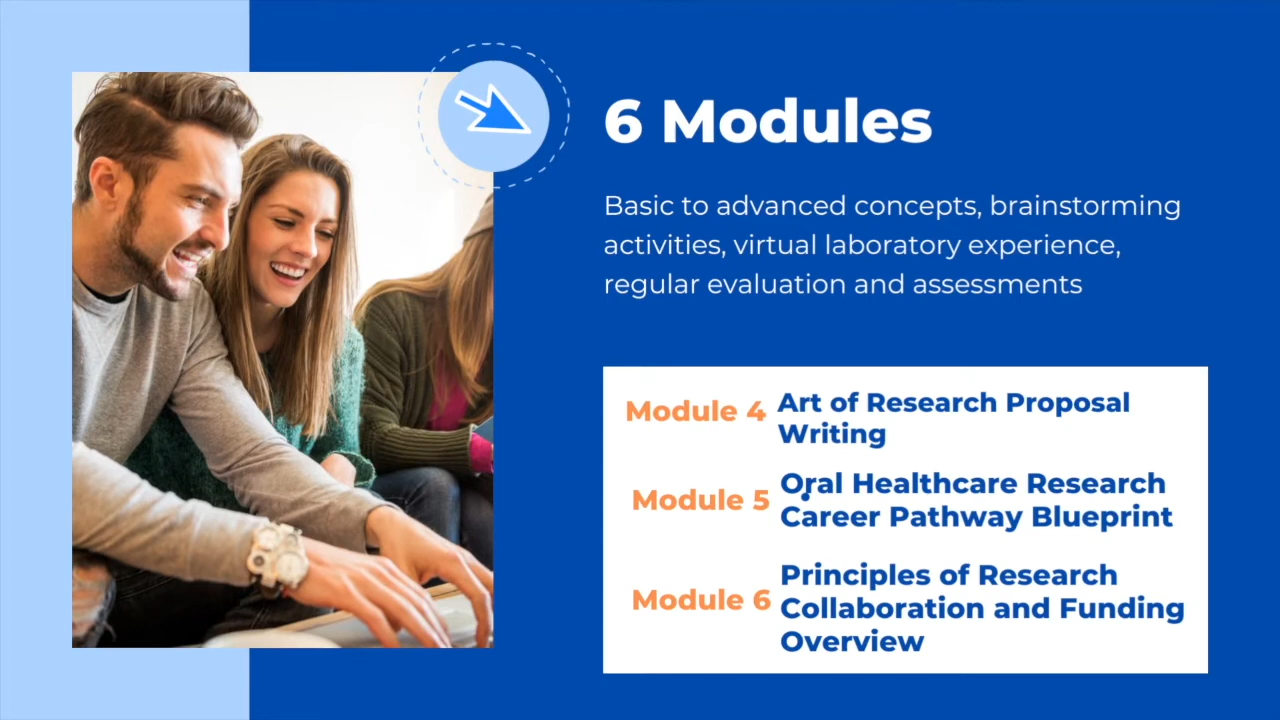 6 Modules
Basic to advanced concepts, brainstorming
activities, virtual laboratory experience,
regular evaluation and assessments
Module 4 Art of Research Proposal
Writing
Module 5 Oral Healthcare Research
Career Pathway Blueprint
Module 6 Principles of Research
Collaboration and Funding
Overview